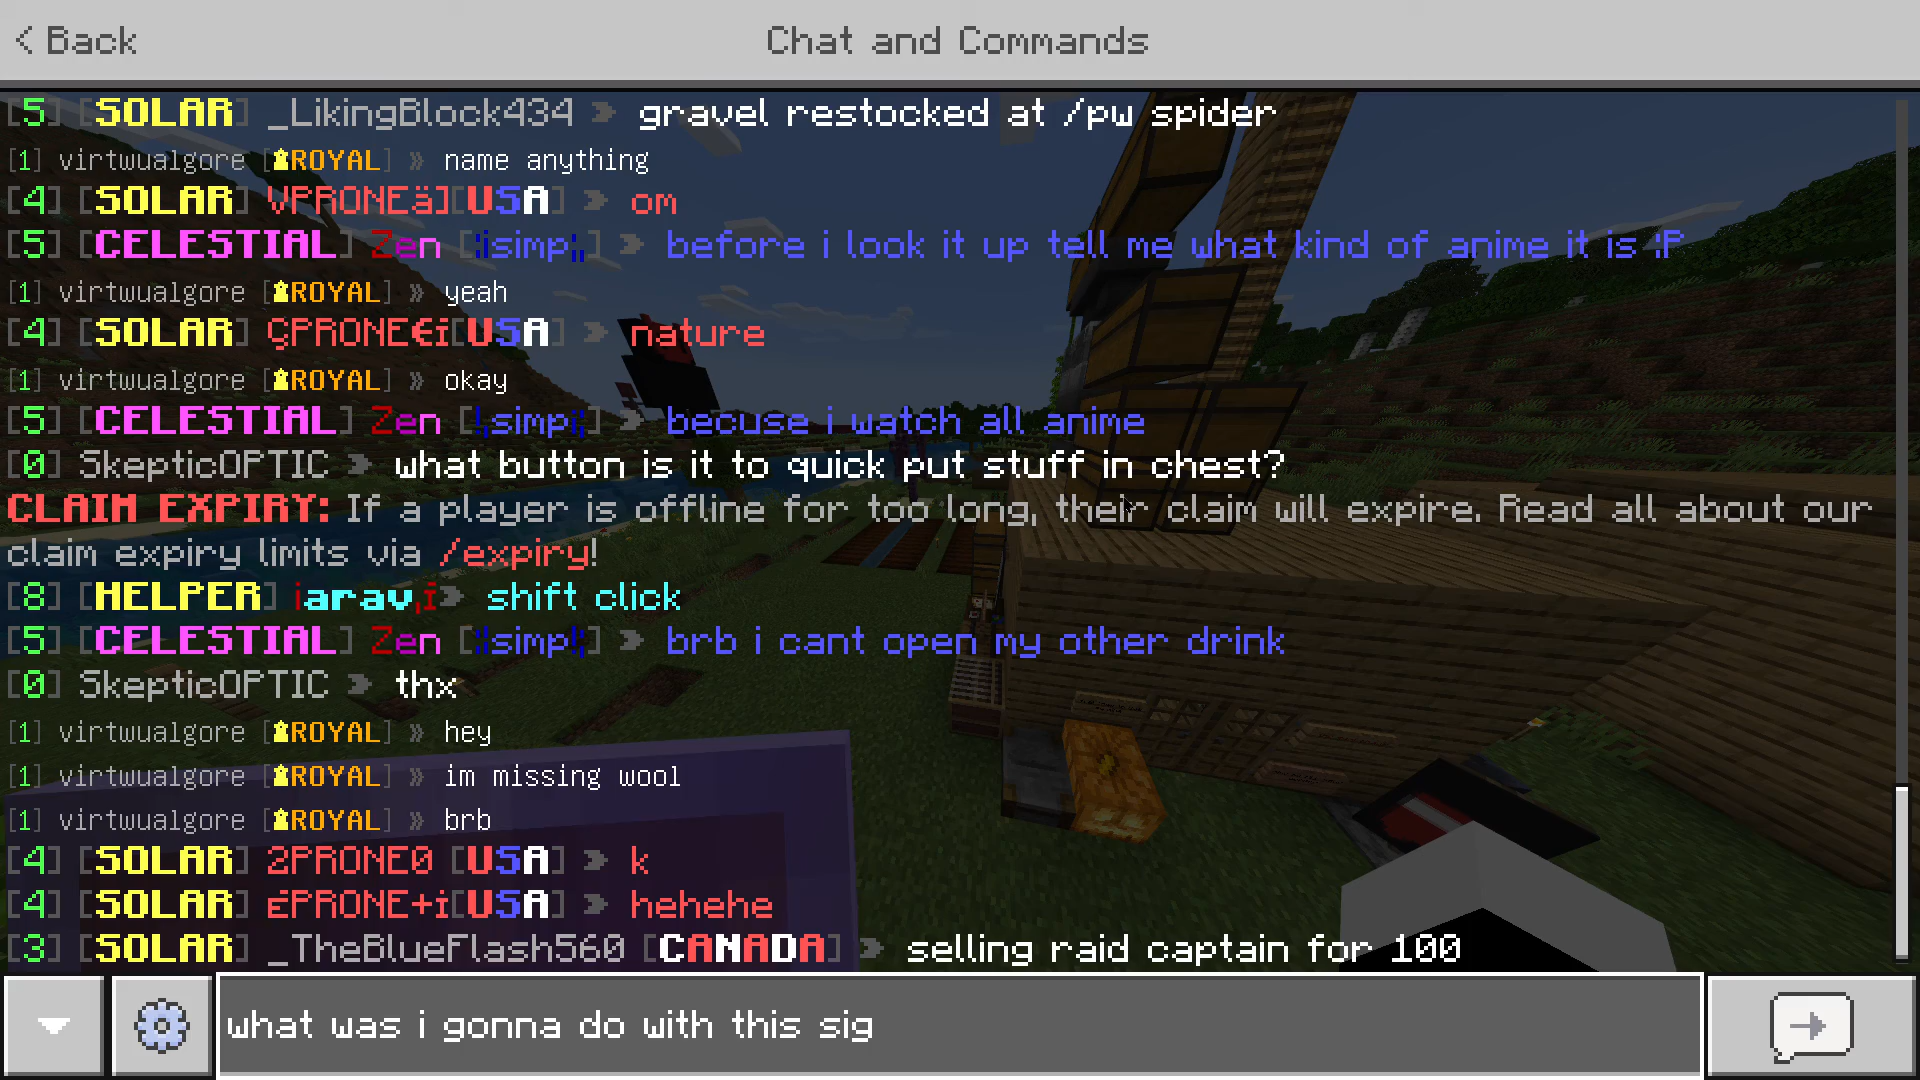 < Back
Chat and Commands
[5] [SOLAR] _LikingBlock434 » gravel restocked at /pw spider
[1] virtwualgore [ROYAL] » name anything
[4] [SOLAR] VPRONEä][USA] » om
[5] [CELESTIAL] Zen [simp] » before i look it up tell me what kind of anime it is :P
[1] virtwualgore [ROYAL] » yeah
[4] [SOLAR] ÇPRONE€i[USA] » nature
[1] virtwualgore [ROYAL] » okay
[5] [CELESTIAL] Zen [simp] » becuse i watch all anime
[0] SkepticOPTIC » what button is it to quick put stuff in chest?
CLAIM EXPIRY: If a player is offline for too long, their claim will expire. Read all about our
claim expiry limits via /expiry!
[8] [HELPER] arav » shift click
[5] [CELESTIAL] Zen [simp] » brb i cant open my other drink
[0] SkepticOPTIC » thx
[1] virtwualgore [ROYAL] » hey
[1] virtwualgore [ROYAL] » im missing wool
[1] virtwualgore [ROYAL] » brb
[4] [SOLAR] 2PRONE0 [USA] » k
[4] [SOLAR] PRONE+i[USA] » hehehe
[3] [SOLAR] _TheBlueFlash560 [CANADA] » selling raid captain for 100
what was i gonna do with this sig